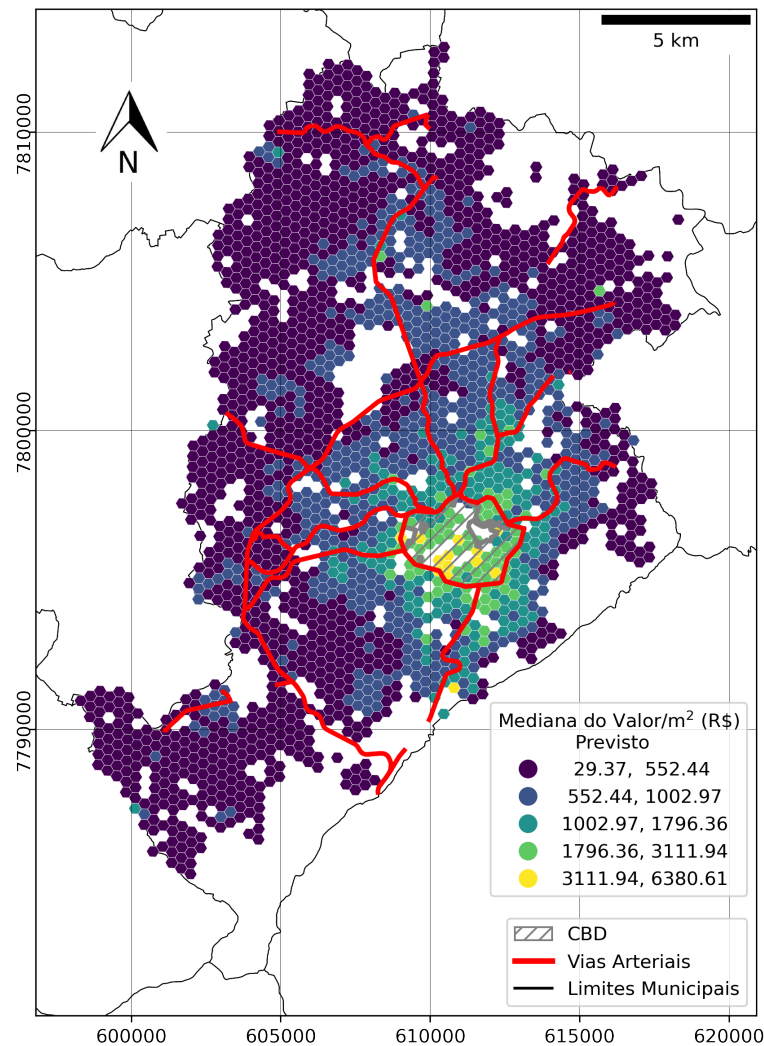 5 km
N
7810000
7800000
7790000
Mediana do Valor/m² (R$)
Previsto
29.37, 552.44
552.44, 1002.97
1002.97, 1796.36
1796.36, 3111.94
3111.94, 6380.61
CBD
Vias Arteriais
Limites Municipais
600000 605000 610000 615000 620000